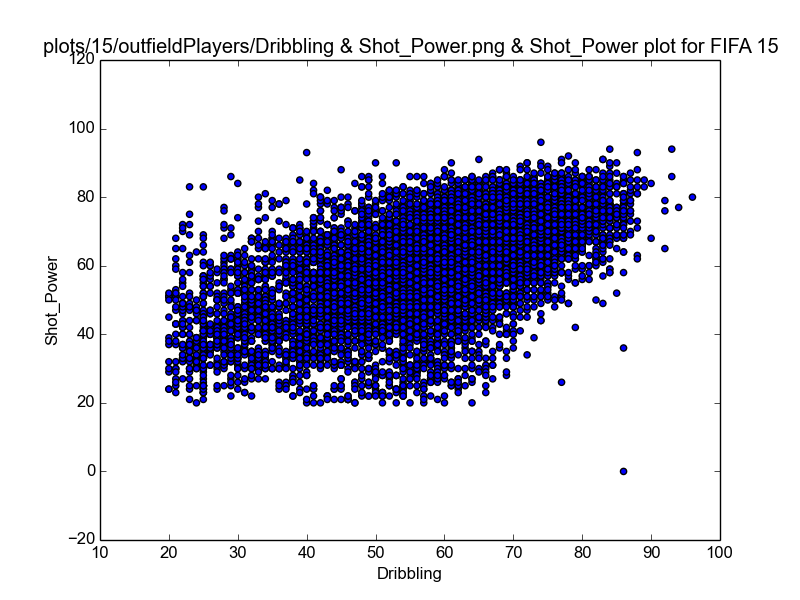 plots/15/outfieldPlayers/Dribbling & Shot_Power.png & Shot_Power plot for FIFA 15
120
100
80
60
40
20
0
−20
Shot_Power
10 20 30 40 50 60 70 80 90 100
Dribbling